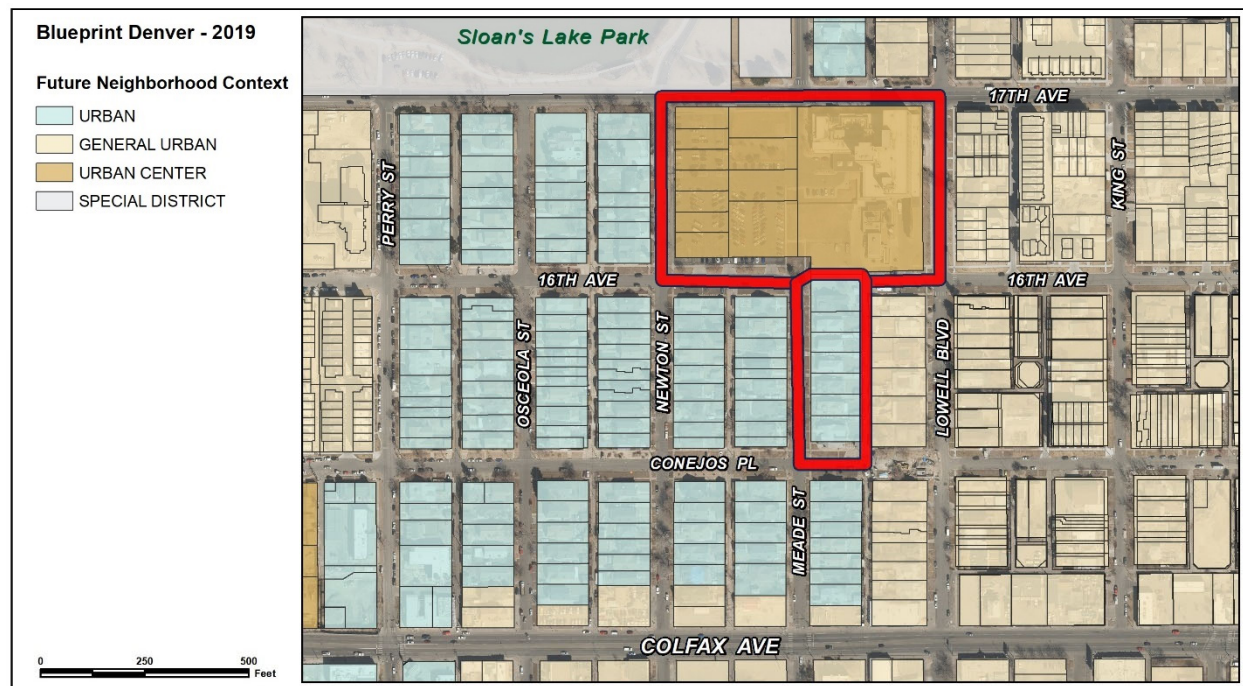 Blueprint Denver - 2019
Sloan's Lake Park
Future Neighborhood Context
URBAN
GENERAL URBAN
URBAN CENTER
SPECIAL DISTRICT
17TH AVE
PERRY ST
KING ST
16TH AVE
16TH AVE
OSCEOLA ST
NEWTON ST
LOWELL BLVD
CONEJOS PL
MEADE ST
COLFAX AVE
0 250 500
Feet